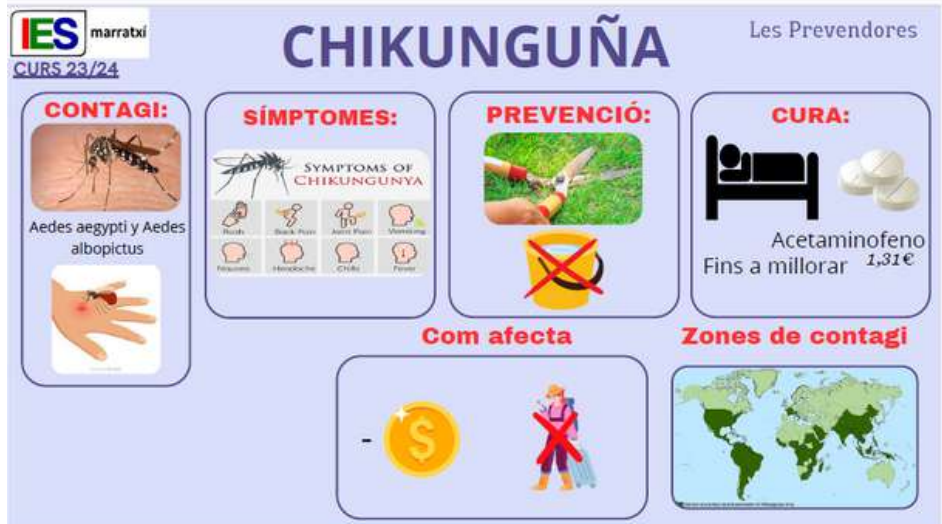 IES marratxí
CURS 23/24
CHIKUNGUÑA
Les Prevendores
CONTAGI:
Aedes aegypti y Aedes
albopictus
SÍMPTOMES:
SYMPTOMS OF
CHIKUNGUNYA
Rash Back Pain Joint Pain Vomiting
Nausea Headache Chills Fever
PREVENCIÓ:
CURA:
Acetaminofeno
Fins a millorar 1,31€
Com afecta
-
$
Zones de contagi